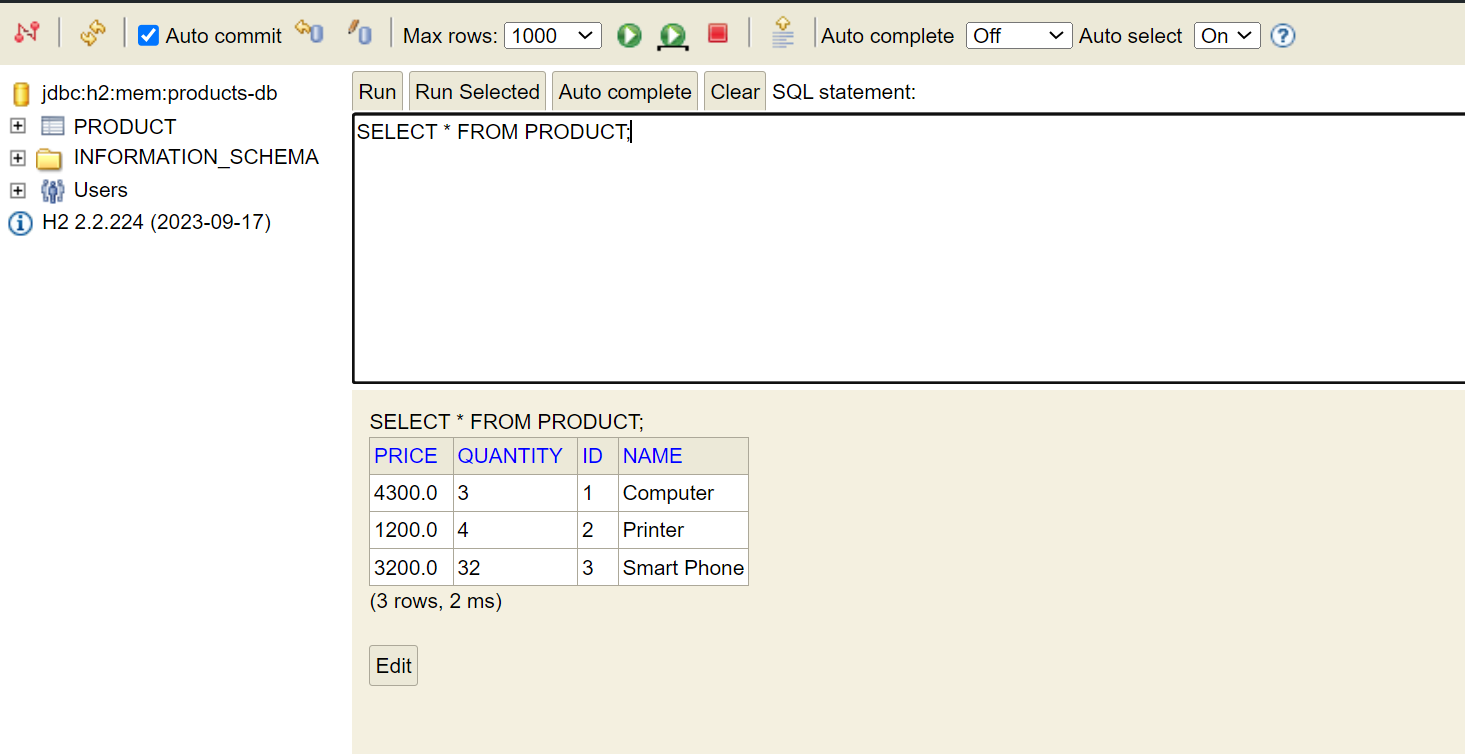 Auto commit Max rows: 1000 Auto complete Off Auto select On ?
jdbc:h2:mem:products-db
PRODUCT
INFORMATION_SCHEMA
Users
H2 2.2.224 (2023-09-17)
Run Run Selected Auto complete Clear SQL statement:
SELECT * FROM PRODUCT;
SELECT * FROM PRODUCT;
PRICE QUANTITY ID NAME
4300.0 3 1 Computer
1200.0 4 2 Printer
3200.0 32 3 Smart Phone
(3 rows, 2 ms)
Edit